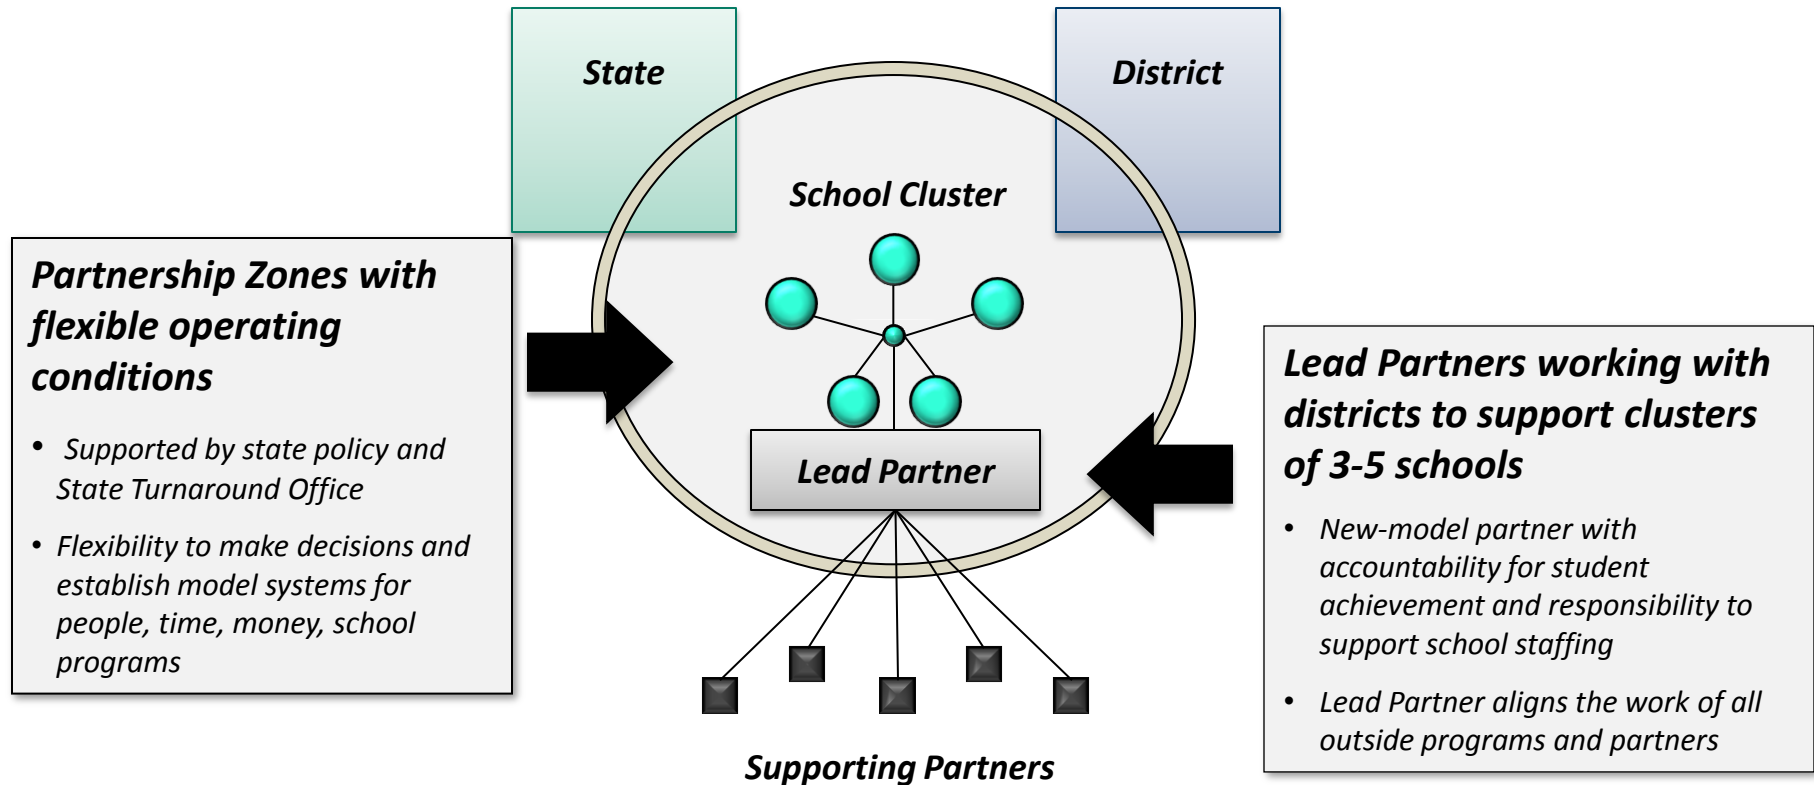 State
District
School Cluster
Partnership Zones with
flexible operating
conditions
• Supported by state policy and
State Turnaround Office
• Flexibility to make decisions and
establish model systems for
people, time, money, school
programs
Lead Partner
Lead Partners working with
districts to support clusters
of 3-5 schools
• New-model partner with
accountability for student
achievement and responsibility to
support school staffing
• Lead Partner aligns the work of all
outside programs and partners
Supporting Partners